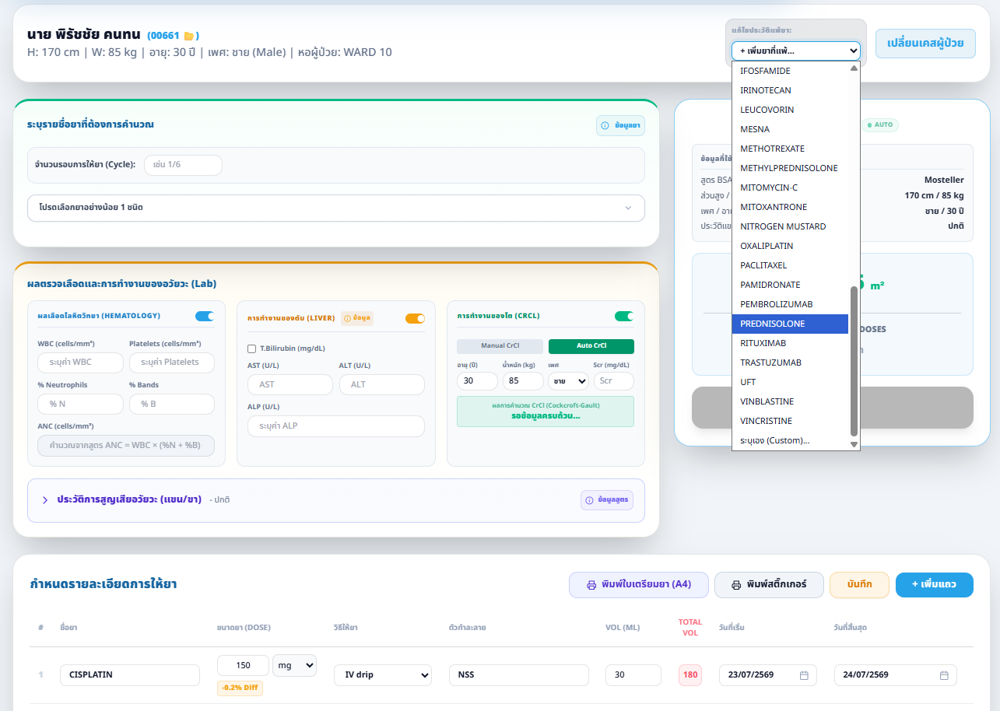 นาย พิรัชชัย คนทน (00661 📂)
H: 170 cm | W: 85 kg | อายุ: 30 ปี | เพศ: ชาย (Male) | หอผู้ป่วย: WARD 10
แก้ไขประวัติแพ้ยา:
+ เพิ่มยาที่แพ้...
เปลี่ยนเคสผู้ป่วย
IFOSFAMIDE
IRINOTECAN
LEUCOVORIN
MESNA
METHOTREXATE
METHYLPREDNISOLONE
MITOMYCIN-C
MITOXANTRONE
NITROGEN MUSTARD
OXALIPLATIN
PACLITAXEL
PAMIDRONATE
PEMBROLIZUMAB
PREDNISOLONE
RITUXIMAB
TRASTUZUMAB
UFT
VINBLASTINE
VINCRISTINE
ระบุเอง (Custom)...
ระบุรายชื่อยาที่ต้องการคำนวณ
ข้อมูลยา
จำนวนรอบการให้ยา (Cycle): เช่น 1/6
โปรดเลือกยาอย่างน้อย 1 ชนิด
AUTO
ข้อมูลที่ใช้
สูตร BSA Mosteller
ส่วนสูง / 170 cm / 85 kg
เพศ / ชาย / 30 ปี
ปกติ
m²
DOSES
ผลตรวจเลือดและการทำงานของอวัยวะ (Lab)
ผลเลือดโลหิตวิทยา (HEMATOLOGY)
WBC (cells/mm³) Platelets (cells/mm³)
ระบุค่า WBC ระบุค่า Platelets
% Neutrophils % Bands
% N % B
ANC (cells/mm³)
คำนวณจากสูตร ANC = WBC × (%N + %B)
การทำงานของตับ (LIVER) ข้อมูล
T.Bilirubin (mg/dL)
AST (U/L) ALT (U/L)
AST ALT
ALP (U/L)
ระบุค่า ALP
การทำงานของไต (CRCL)
Manual CrCl Auto CrCl
อายุ (ปี) น้ำหนัก (kg) เพศ Scr (mg/dL)
30 85 ชาย Scr
ผลการคำนวณ CrCl (Cockcroft-Gault)
รอข้อมูลครบถ้วน...
ประวัติการสูญเสียอวัยวะ (แขน/ขา) - ปกติ
ข้อมูลสูตร
กำหนดรายละเอียดการให้ยา
พิมพ์ใบเตรียมยา (A4)
พิมพ์สติ๊กเกอร์
บันทึก
+ เพิ่มแถว
# ชื่อยา ขนาดยา (DOSE) วิธีให้ยา ตัวทำละลาย VOL (ML) TOTAL VOL วันที่เริ่ม วันที่สิ้นสุด
1 CISPLATIN 150 mg IV drip NSS 30 180 23/07/2569 24/07/2569
-0.2% Diff